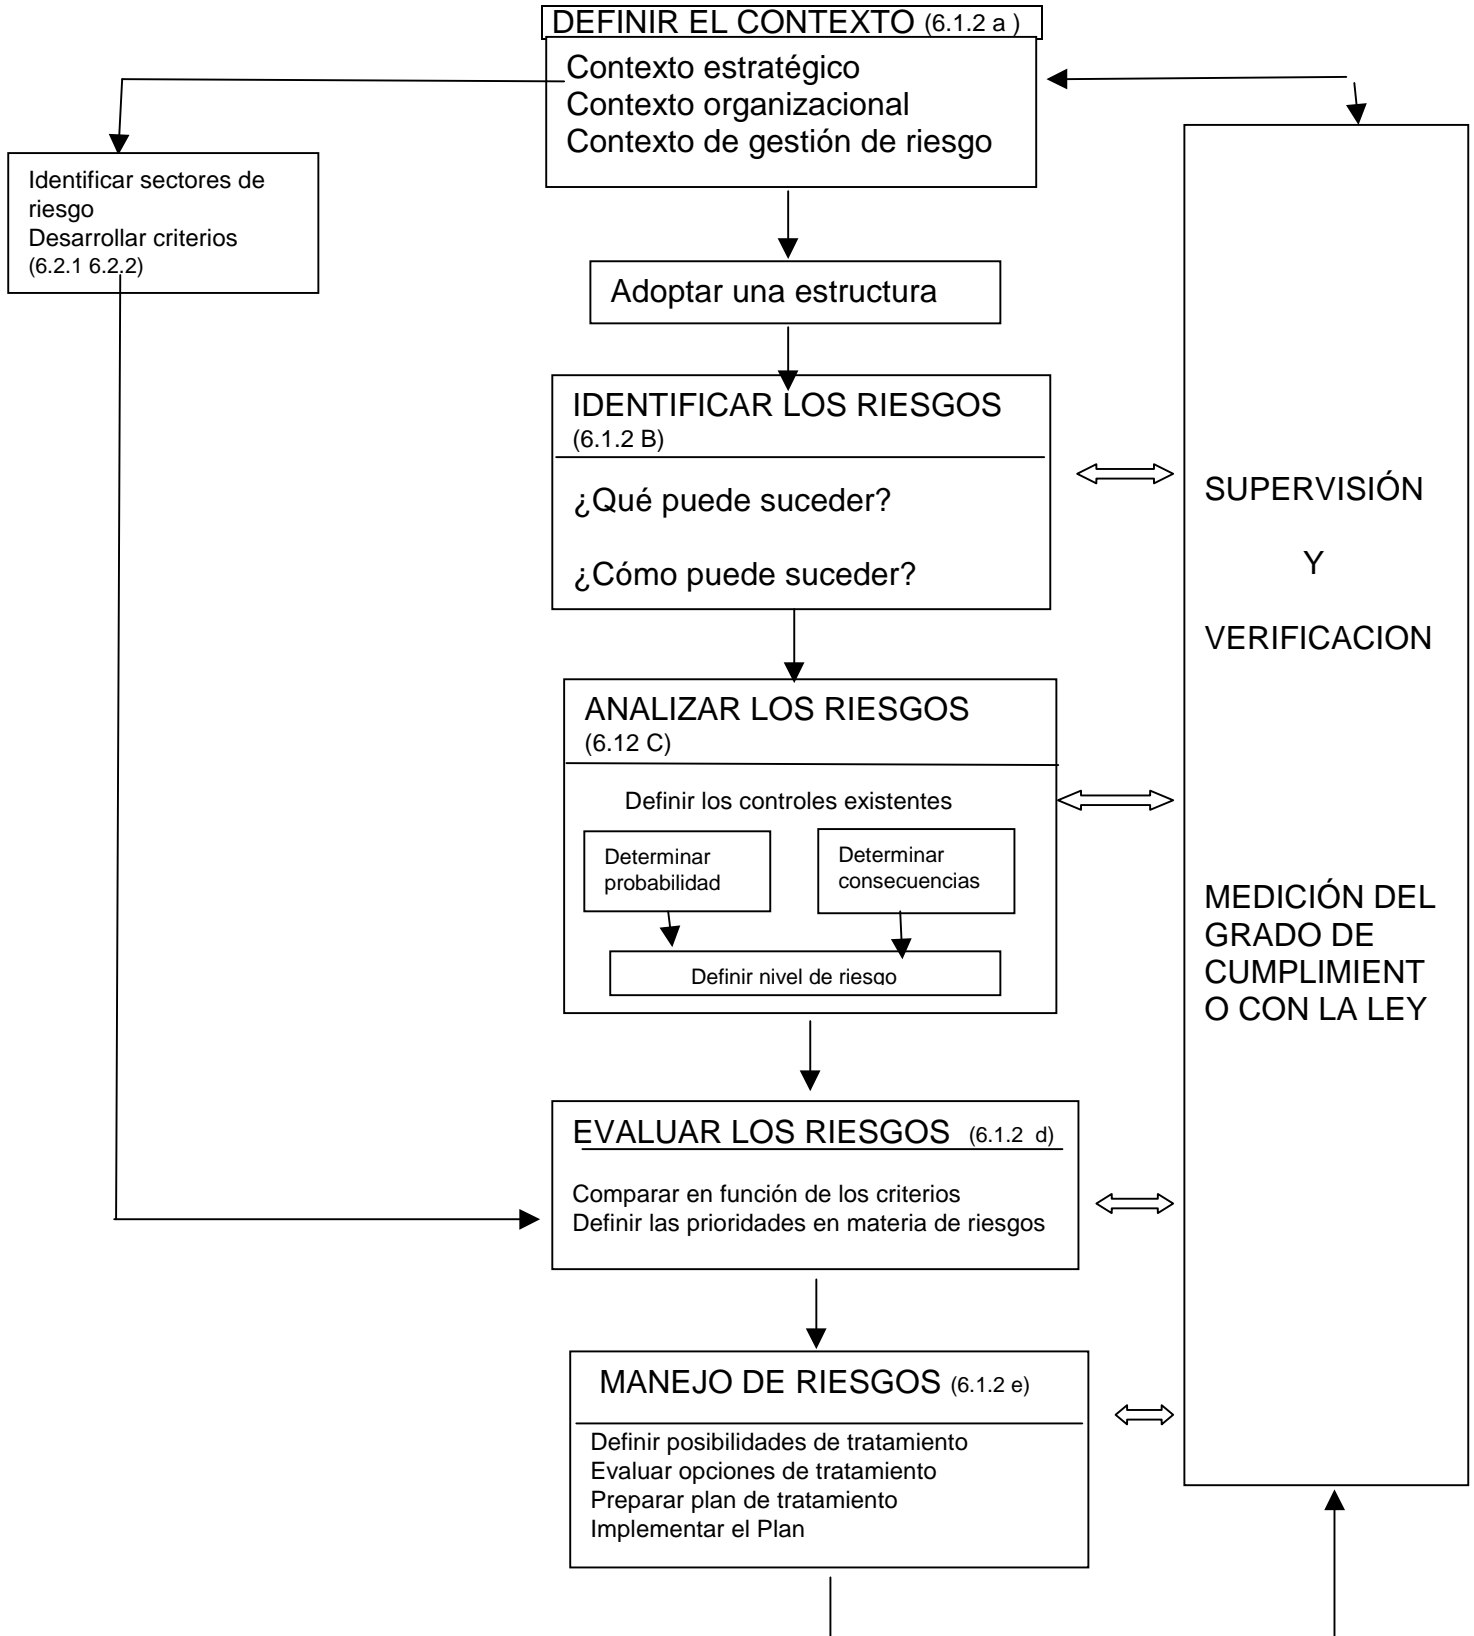 DEFINIR EL CONTEXTO (6.1.2 a )
Contexto estratégico
Contexto organizacional
Contexto de gestión de riesgo
Identificar sectores de
riesgo
Desarrollar criterios
(6.2.1 6.2.2)
Adoptar una estructura
IDENTIFICAR LOS RIESGOS
(6.1.2 B)
¿Qué puede suceder?
¿Cómo puede suceder?
ANALIZAR LOS RIESGOS
(6.12 C)
Definir los controles existentes
Determinar
probabilidad
Determinar
consecuencias
Definir nivel de riesgo
EVALUAR LOS RIESGOS (6.1.2 d)
Comparar en función de los criterios
Definir las prioridades en materia de riesgos
MANEJO DE RIESGOS (6.1.2 e)
Definir posibilidades de tratamiento
Evaluar opciones de tratamiento
Preparar plan de tratamiento
Implementar el Plan
SUPERVISIÓN
Y
VERIFICACION
MEDICIÓN DEL
GRADO DE
CUMPLIMIENT
O CON LA LEY